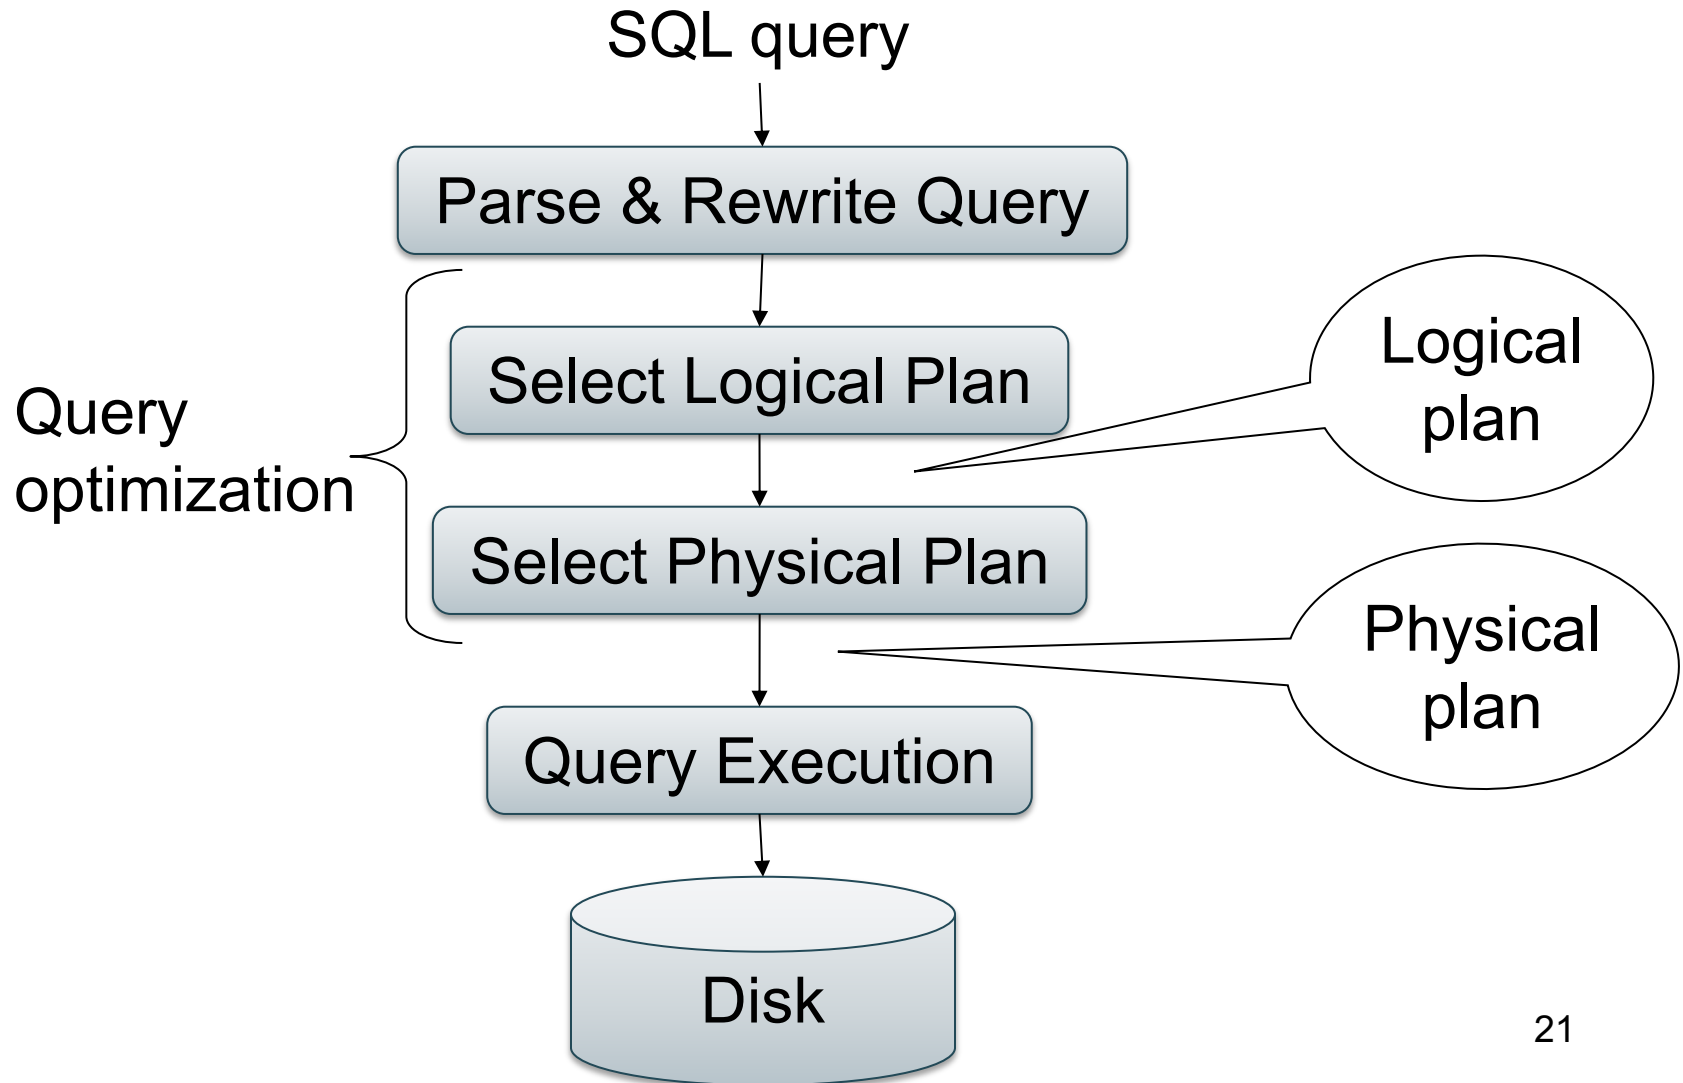 SQL query
Parse & Rewrite Query
Select Logical Plan
Query
optimization
Logical
plan
Select Physical Plan
Physical
plan
Query Execution
Disk
21